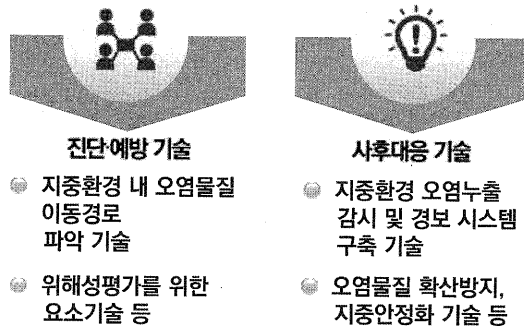 진단·예방 기술
지중환경 내 오염물질
이동경로
파악 기술
위해성평가를 위한
요소기술 등
사후대응 기술
지중환경 오염누출
감시 및 경보 시스템
구축 기술
오염물질 확산방지,
지중안정화 기술 등